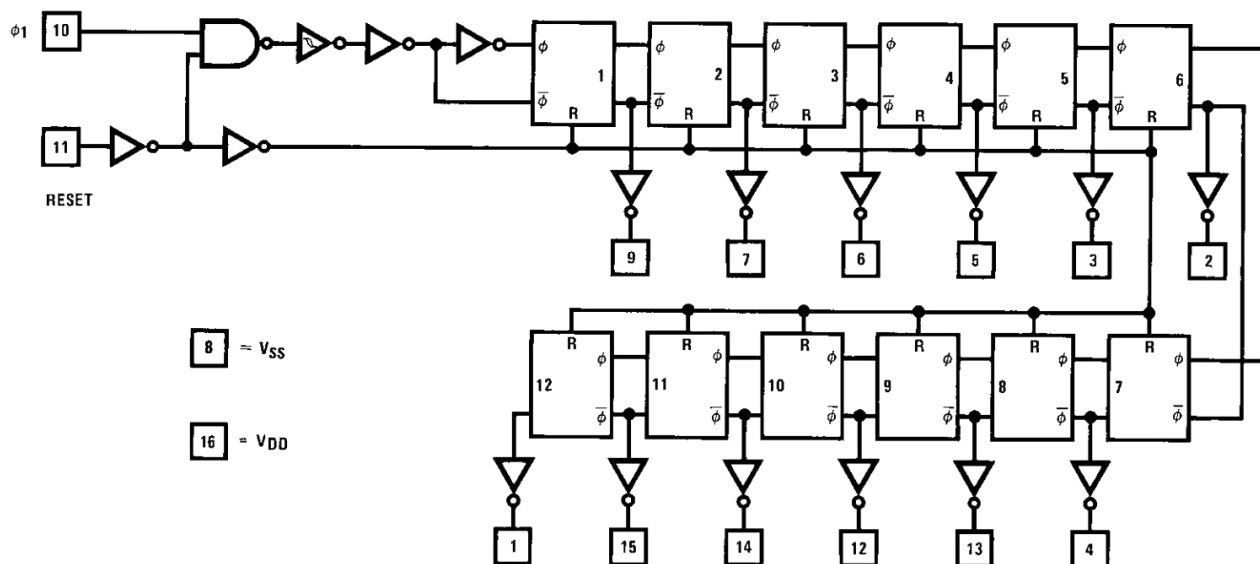 ϕ1 10
ϕ ϕ ϕ ϕ ϕ ϕ
1 2 3 4 5 6
ϕ̅ ϕ̅ ϕ̅ ϕ̅ ϕ̅ ϕ̅
R R R R R R
11
RESET
9 7 6 5 3 2
8 = VSS
R R R R R R
ϕ ϕ ϕ ϕ ϕ ϕ
12 11 10 9 8 7
ϕ̅ ϕ̅ ϕ̅ ϕ̅ ϕ̅ ϕ̅
16 = VDD
1 15 14 12 13 4